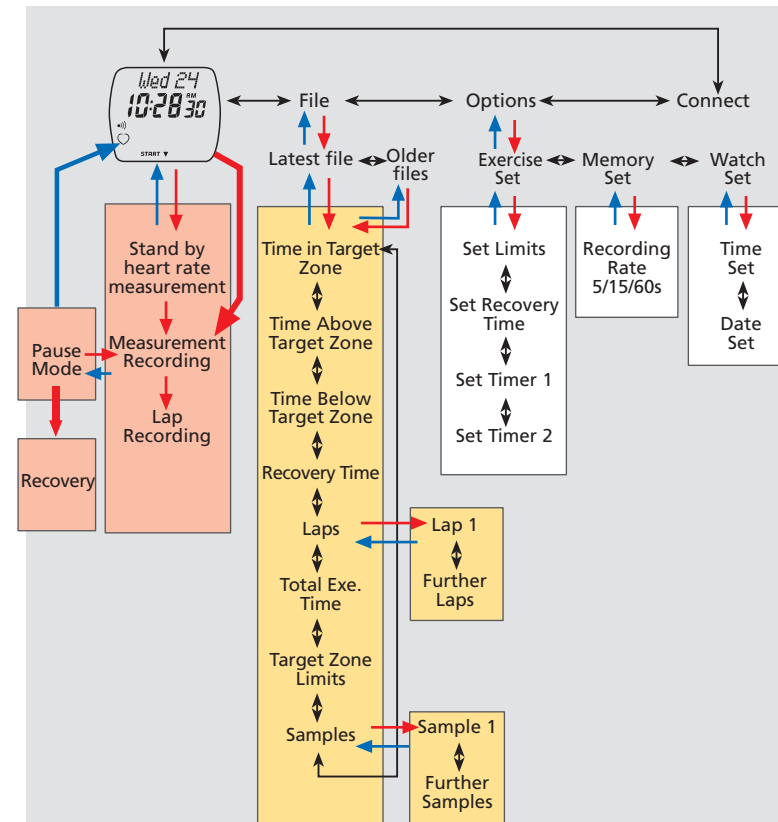 Wed 24
10:28 30
AM
START ▼
File
Options
Connect
Latest file
Older
files
Exercise
Set
Memory
Set
Watch
Set
Stand by
heart rate
measurement
Measurement
Recording
Lap
Recording
Pause
Mode
Recovery
Time in Target
Zone
Time Above
Target Zone
Time Below
Target Zone
Recovery Time
Laps
Total Exe.
Time
Target Zone
Limits
Samples
Lap 1
Further
Laps
Sample 1
Further
Samples
Set Limits
Set Recovery
Time
Set Timer 1
Set Timer 2
Recording
Rate
5/15/60s
Time
Set
Date
Set